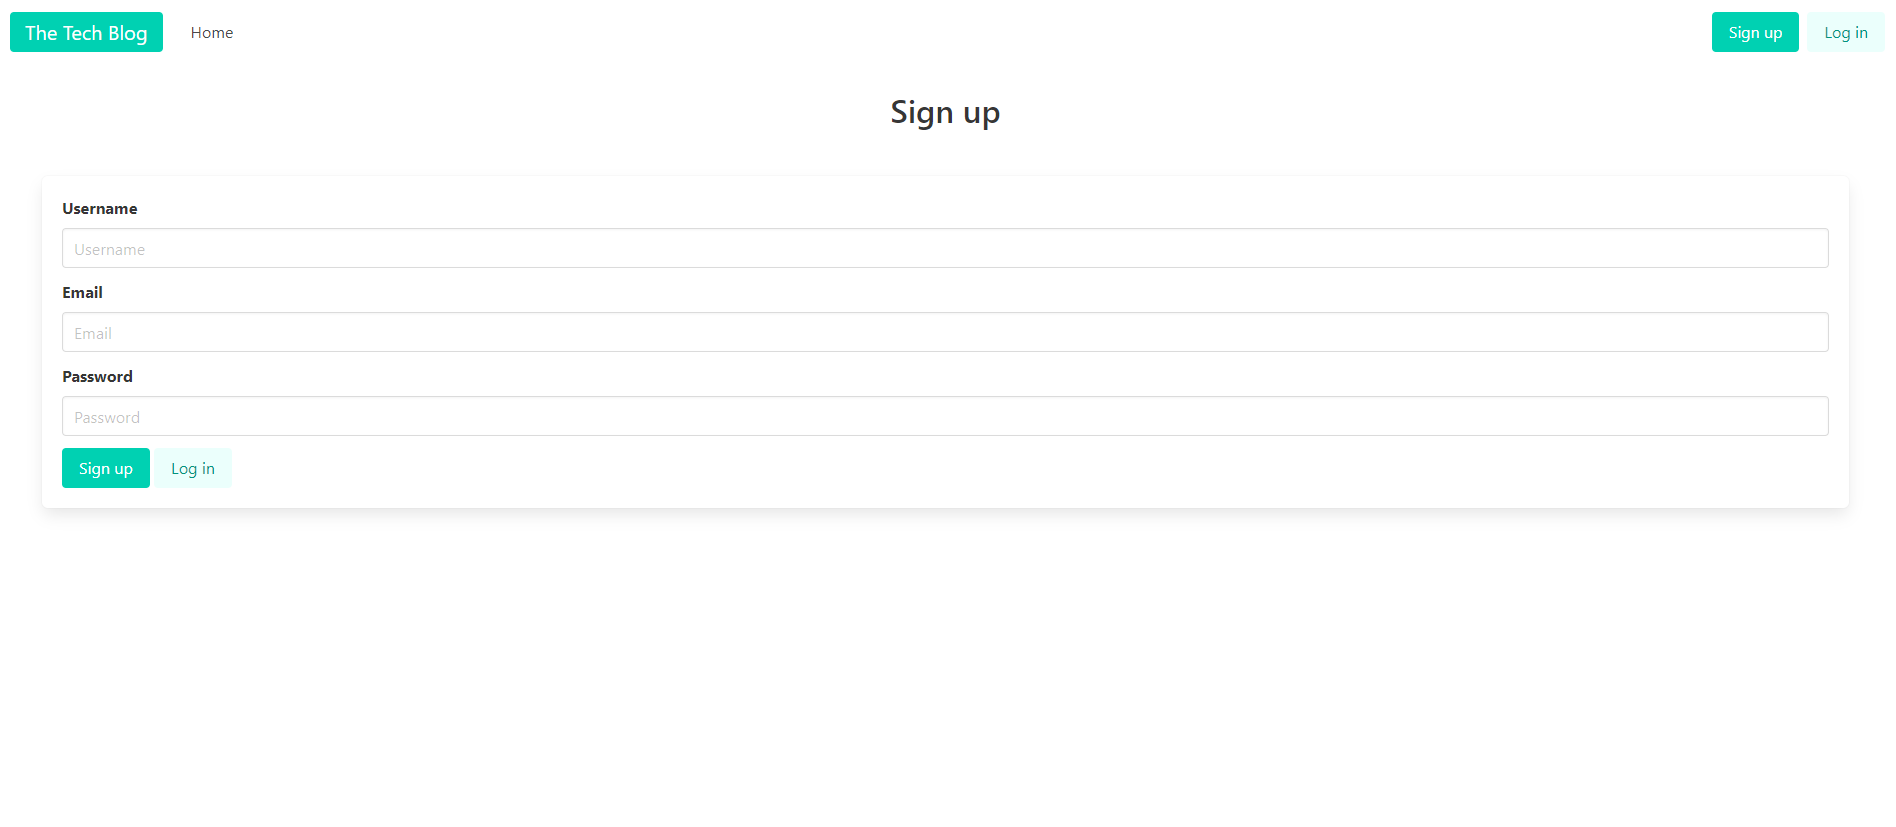 The Tech Blog Home Sign up Log in
Sign up
Username
Username
Email
Email
Password
Password
Sign up Log in